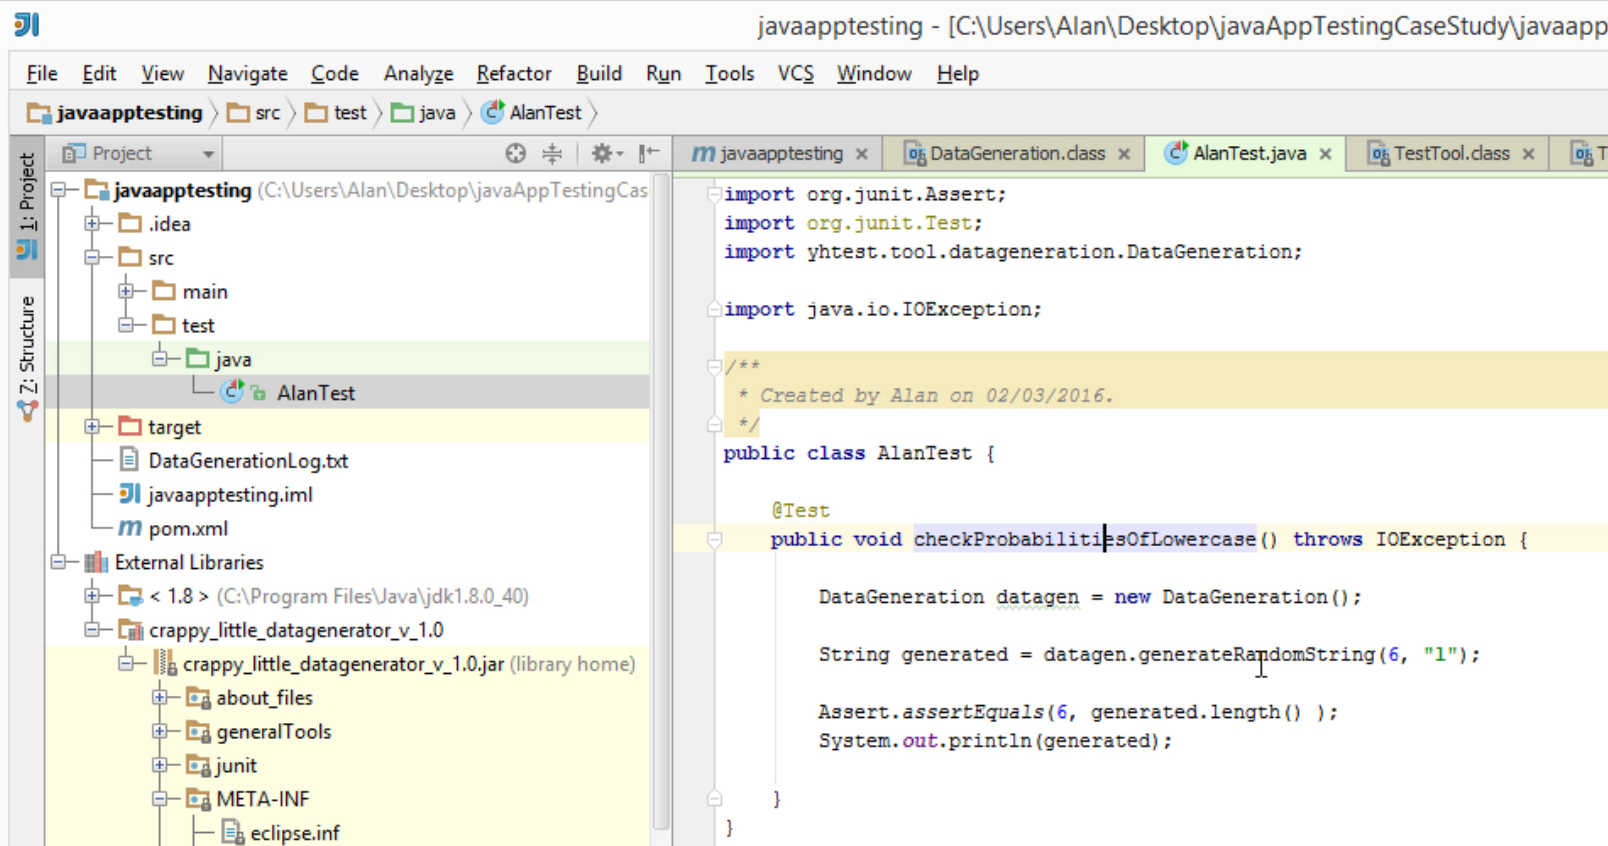 javaapptesting - [C:\Users\Alan\Desktop\javaAppTestingCaseStudy\javaapp
File Edit View Navigate Code Analyze Refactor Build Run Tools VCS Window Help
javaapptesting src test java AlanTest
1: Project
Z: Structure
Project
javaapptesting (C:\Users\Alan\Desktop\javaAppTestingCas
.idea
src
main
test
java
AlanTest
target
DataGenerationLog.txt
javaapptesting.iml
pom.xml
External Libraries
< 1.8 > (C:\Program Files\Java\jdk1.8.0_40)
crappy_little_datagenerator_v_1.0
crappy_little_datagenerator_v_1.0.jar (library home)
about_files
generalTools
junit
META-INF
eclipse.inf
javaapptesting DataGeneration.class AlanTest.java TestTool.class T
import org.junit.Assert;
import org.junit.Test;
import yhtest.tool.datageneration.DataGeneration;
import java.io.IOException;
/**
* Created by Alan on 02/03/2016.
*/
public class AlanTest {
@Test
public void checkProbabilitiesOfLowercase() throws IOException {
DataGeneration datagen = new DataGeneration();
String generated = datagen.generateRandomString(6, "l");
Assert.assertEquals(6, generated.length() );
System.out.println(generated);
}
}